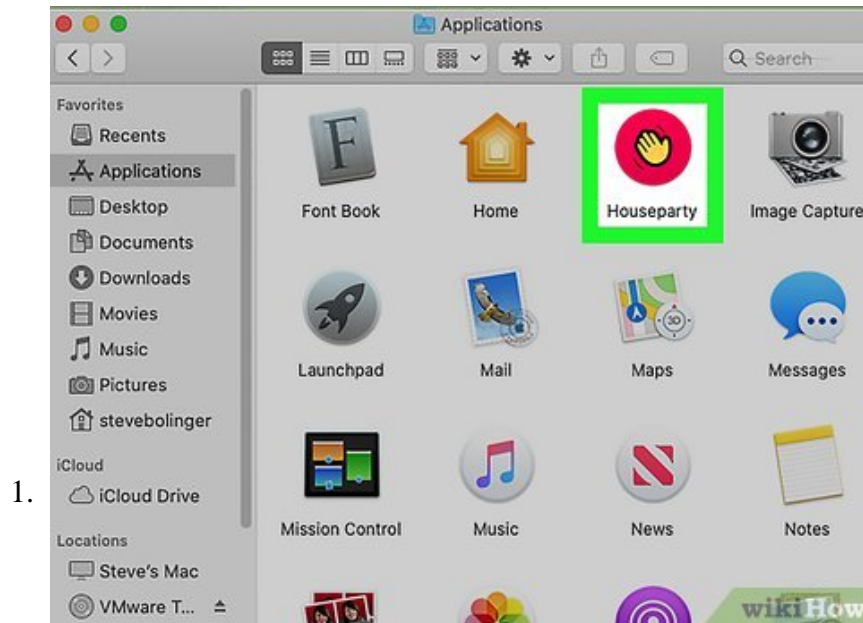 Applications
Search
Favorites
Recents
Applications
Desktop
Documents
Downloads
Movies
Music
Pictures
stevebolinger
iCloud
iCloud Drive
Locations
Steve's Mac
VMware T...
F
Font Book
Home
Houseparty
Image Capture
Launchpad
Mail
3D
Maps
Messages
Mission Control
Music
N
News
Notes
1.
wikiHow